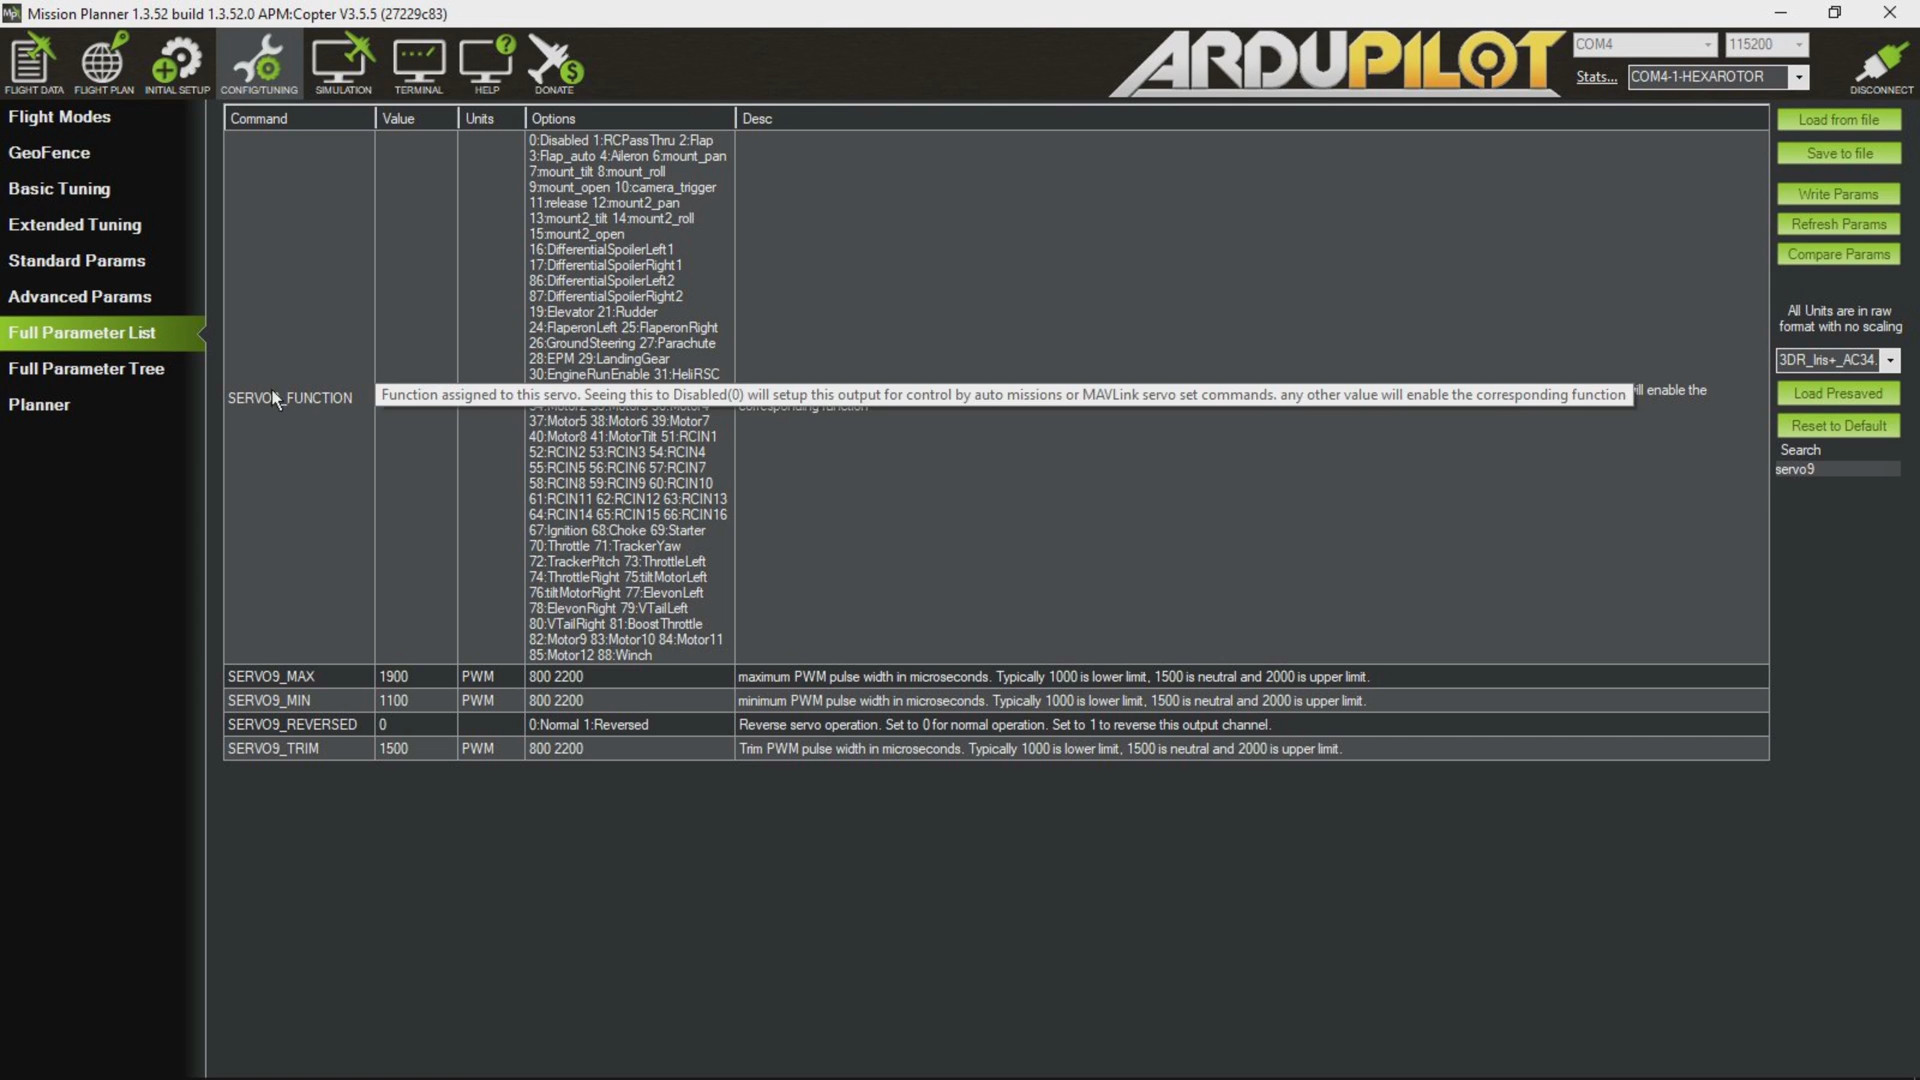 Mission Planner 1.3.52 build 1.3.52.0 APM:Copter V3.5.5 (27229c83)
FLIGHT DATA FLIGHT PLAN INITIAL SETUP CONFIG/TUNING SIMULATION TERMINAL HELP DONATE
ARDUPILOT
COM4 115200
Stats... COM4-1-HEXAROTOR
DISCONNECT
Flight Modes
GeoFence
Basic Tuning
Extended Tuning
Standard Params
Advanced Params
Full Parameter List
Full Parameter Tree
Planner
Command Value Units Options Desc
0:Disabled 1:RCPassThru 2:Flap
3:Flap_auto 4:Aileron 6:mount_pan
7:mount_tilt 8:mount_roll
9:mount_open 10:camera_trigger
11:release 12:mount2_pan
13:mount2_tilt 14:mount2_roll
15:mount2_open
16:DifferentialSpoilerLeft1
17:DifferentialSpoilerRight1
86:DifferentialSpoilerLeft2
87:DifferentialSpoilerRight2
19:Elevator 21:Rudder
24:FlaperonLeft 25:FlaperonRight
26:GroundSteering 27:Parachute
28:EPM 29:LandingGear
30:EngineRunEnable 31:HeliRSC
SERVO FUNCTION
Function assigned to this servo. Seeing this to Disabled(0) will setup this output for control by auto missions or MAVLink servo set commands. any other value will enable the corresponding function
will enable the
37:Motor5 38:Motor6 39:Motor7
40:Motor8 41:MotorTilt 51:RCIN1
52:RCIN2 53:RCIN3 54:RCIN4
55:RCIN5 56:RCIN6 57:RCIN7
58:RCIN8 59:RCIN9 60:RCIN10
61:RCIN11 62:RCIN12 63:RCIN13
64:RCIN14 65:RCIN15 66:RCIN16
67:Ignition 68:Choke 69:Starter
70:Throttle 71:TrackerYaw
72:TrackerPitch 73:ThrottleLeft
74:ThrottleRight 75:tiltMotorLeft
76:tiltMotorRight 77:ElevonLeft
78:ElevonRight 79:VTailLeft
80:VTailRight 81:BoostThrottle
82:Motor9 83:Motor10 84:Motor11
85:Motor12 88:Winch
SERVO9_MAX 1900 PWM 800 2200 maximum PWM pulse width in microseconds. Typically 1000 is lower limit, 1500 is neutral and 2000 is upper limit.
SERVO9_MIN 1100 PWM 800 2200 minimum PWM pulse width in microseconds. Typically 1000 is lower limit, 1500 is neutral and 2000 is upper limit.
SERVO9_REVERSED 0 0:Normal 1:Reversed Reverse servo operation. Set to 0 for normal operation. Set to 1 to reverse this output channel.
SERVO9_TRIM 1500 PWM 800 2200 Trim PWM pulse width in microseconds. Typically 1000 is lower limit, 1500 is neutral and 2000 is upper limit.
Load from file
Save to file
Write Params
Refresh Params
Compare Params
All Units are in raw
format with no scaling
3DR_Iris+_AC34.
Load Presaved
Reset to Default
Search
servo9